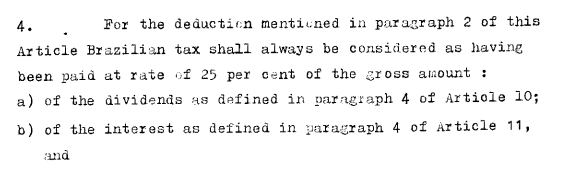 4. For the deduction mentioned in paragraph 2 of this
Article Brazilian tax shall always be considered as having
been paid at rate of 25 per cent of the gross amount :
a) of the dividends as defined in paragraph 4 of Article 10;
b) of the interest as defined in paragraph 4 of Article 11,
and